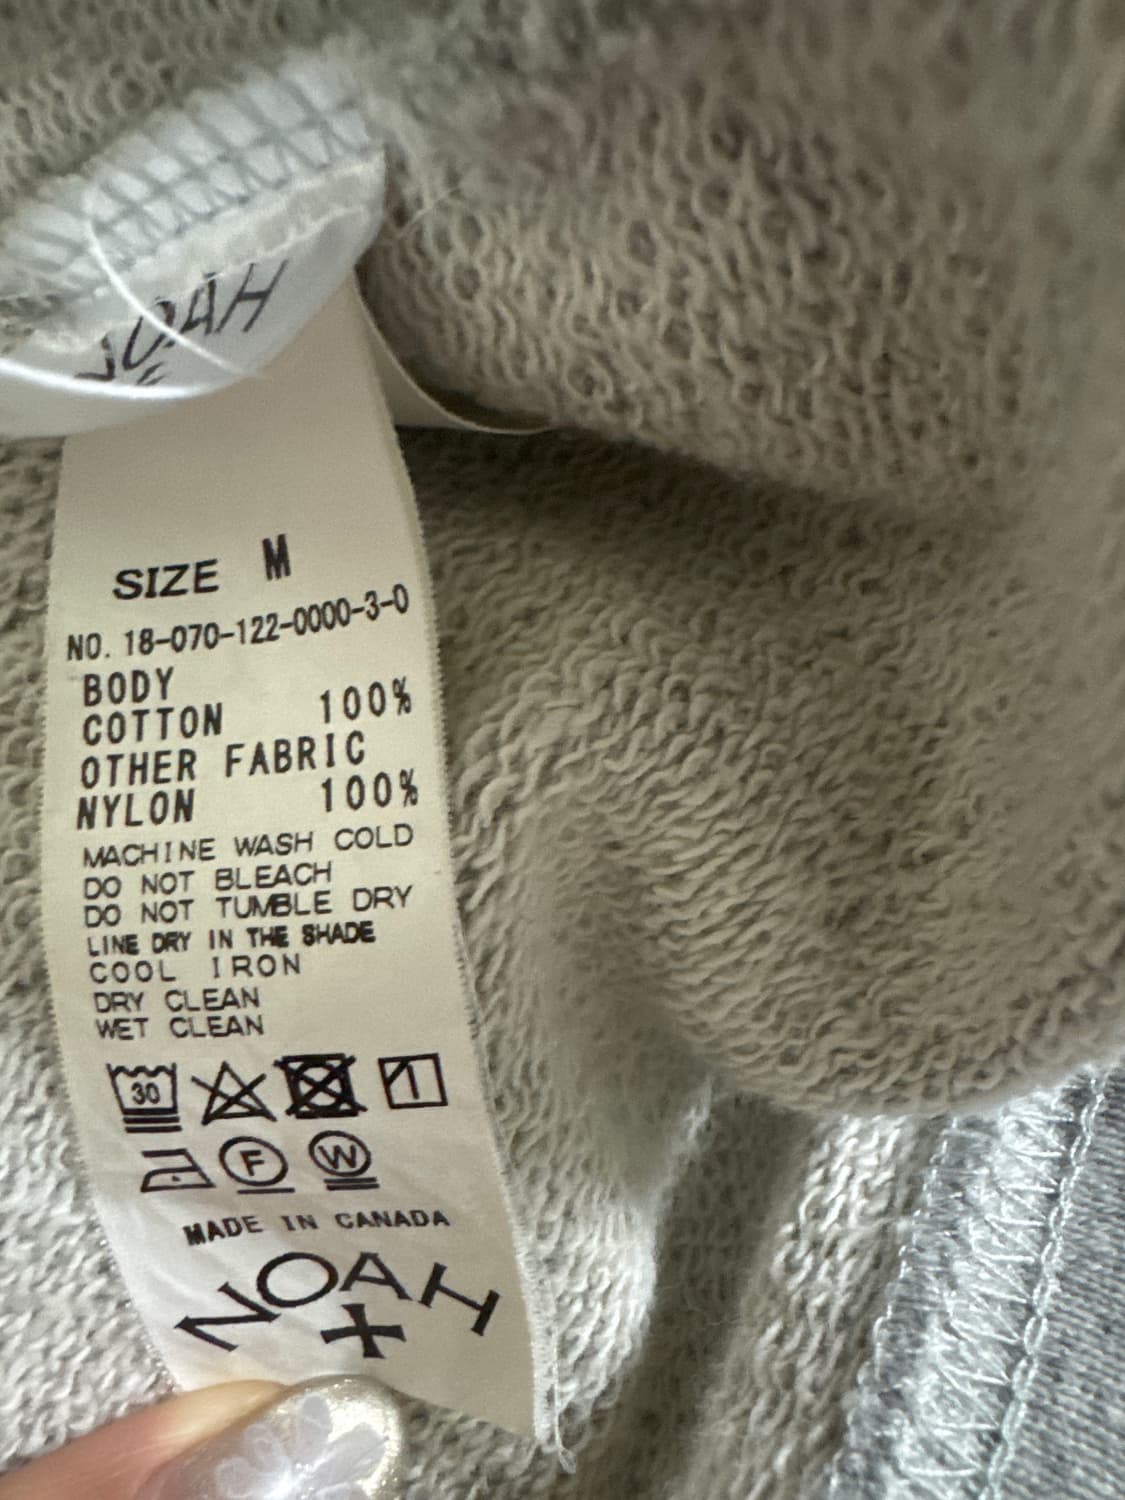 NOAH
SIZE M
NO. 18-070-122-0000-3-0
BODY
COTTON 100%
OTHER FABRIC
NYLON 100%
MACHINE WASH COLD
DO NOT BLEACH
DO NOT TUMBLE DRY
LINE DRY IN THE SHADE
COOL IRON
DRY CLEAN
WET CLEAN
30
F W
MADE IN CANADA
NOAH